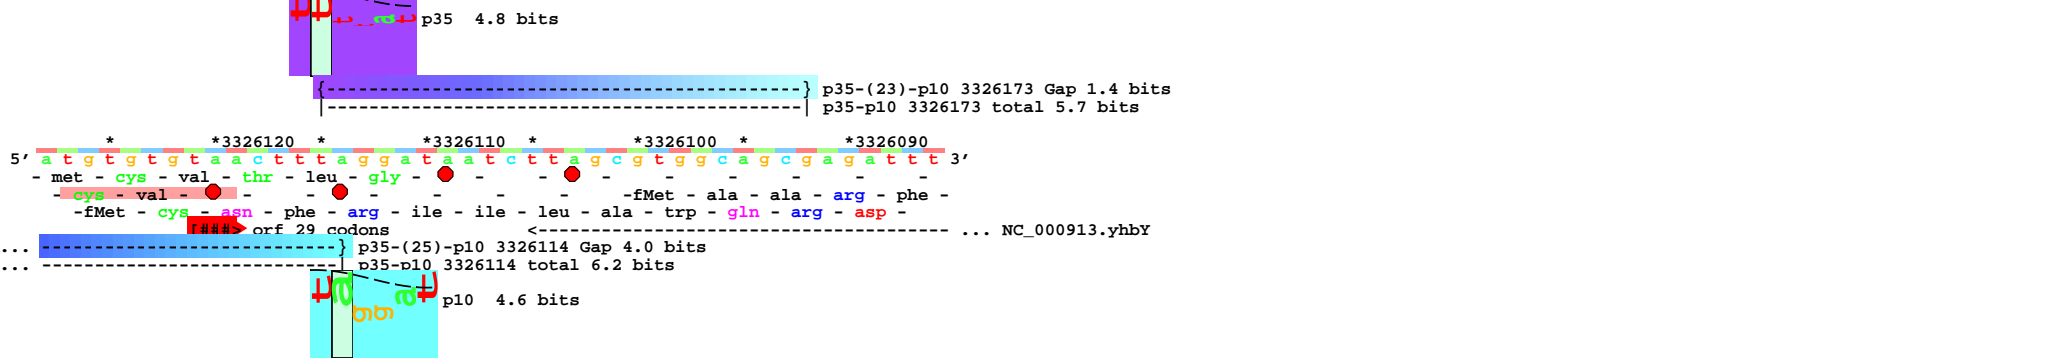 t t t a t p35 4.8 bits
{---------------------------------------------} p35-(23)-p10 3326173 Gap 1.4 bits
|---------------------------------------------| p35-p10 3326173 total 5.7 bits
* *3326120 * *3326110 * *3326100 * *3326090
5' a t g t g t g t a a c t t t a g g a t a a t c t t a g c g t g g c a g c g a g a t t t 3'
- met - cys - val - thr - leu - gly - - - - - - - -
- cys - val - - - - - - - -fMet - ala - ala - arg - phe -
-fMet - cys - asn - phe - arg - ile - ile - leu - ala - trp - gln - arg - asp -
[###> orf 29 codons <--------------------------------------- ... NC_000913.yhbY
... ----------------------------} p35-(25)-p10 3326114 Gap 4.0 bits
... ----------------------------| p35-p10 3326114 total 6.2 bits
t a g g a t p10 4.6 bits